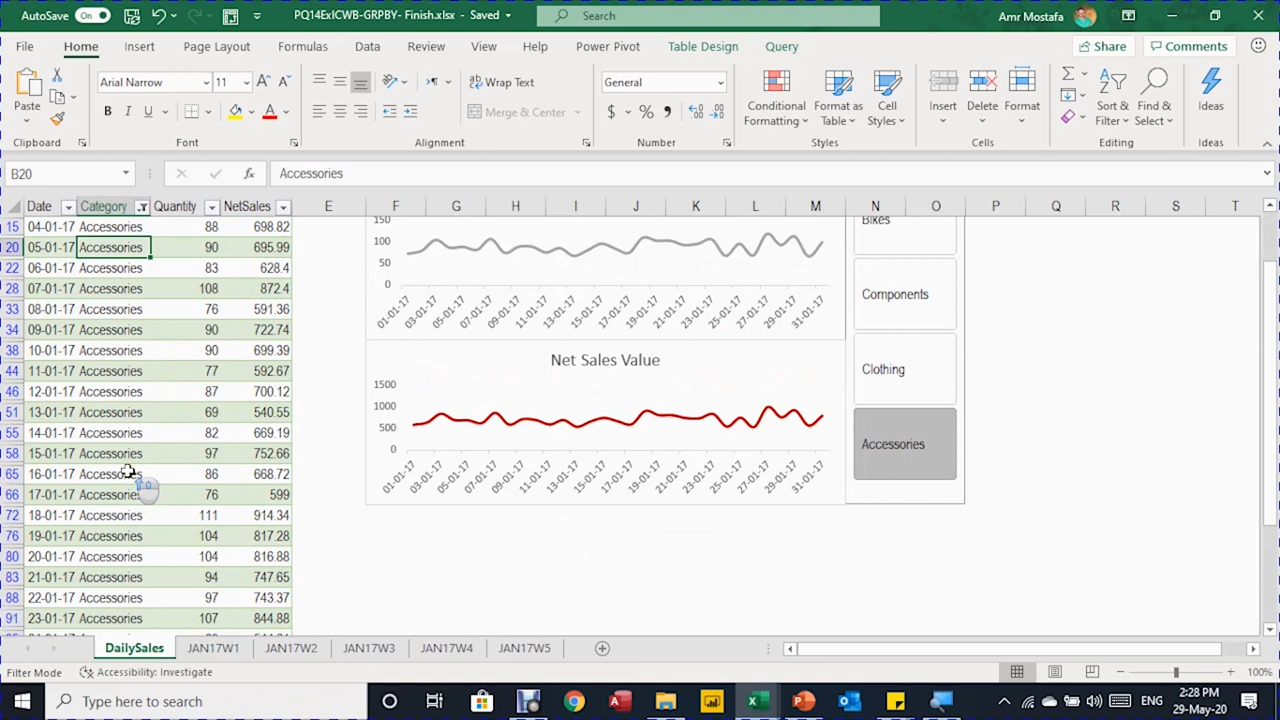 AutoSave On PQ14ExICWB-GRPBY- Finish.xlsx - Saved Search Amr Mostafa
File Home Insert Page Layout Formulas Data Review View Help Power Pivot Table Design Query Share Comments
Paste Arial Narrow 11 Wrap Text General Conditional Formatting Format as Table Cell Styles Insert Delete Format Sort & Filter Find & Select Ideas
B I U Merge & Center
Clipboard Font Alignment Number Styles Cells Editing Ideas
B20 fx Accessories
Date Category Quantity NetSales E F G H I J K L M N O P Q R S T
15 04-01-17 Accessories 88 698.82
20 05-01-17 Accessories 90 695.99
22 06-01-17 Accessories 83 628.4
28 07-01-17 Accessories 108 872.4
33 08-01-17 Accessories 76 591.36
34 09-01-17 Accessories 90 722.74
38 10-01-17 Accessories 90 699.39
44 11-01-17 Accessories 77 592.67
46 12-01-17 Accessories 87 700.12
51 13-01-17 Accessories 69 540.55
55 14-01-17 Accessories 82 669.19
58 15-01-17 Accessories 97 752.66
65 16-01-17 Accessories 86 668.72
66 17-01-17 Accessories 76 599
72 18-01-17 Accessories 111 914.34
76 19-01-17 Accessories 104 817.28
80 20-01-17 Accessories 104 816.88
83 21-01-17 Accessories 94 747.65
88 22-01-17 Accessories 97 743.37
91 23-01-17 Accessories 107 844.88
150
100
50
0
01-01-17 03-01-17 05-01-17 07-01-17 09-01-17 11-01-17 13-01-17 15-01-17 17-01-17 19-01-17 21-01-17 23-01-17 25-01-17 27-01-17 29-01-17 31-01-17
Net Sales Value
1500
1000
500
0
01-01-17 03-01-17 05-01-17 07-01-17 09-01-17 11-01-17 13-01-17 15-01-17 17-01-17 19-01-17 21-01-17 23-01-17 25-01-17 27-01-17 29-01-17 31-01-17
Bikes
Components
Clothing
Accessories
DailySales JAN17W1 JAN17W2 JAN17W3 JAN17W4 JAN17W5
Filter Mode Accessibility: Investigate 100%
Type here to search ENG 2:28 PM
29-May-20